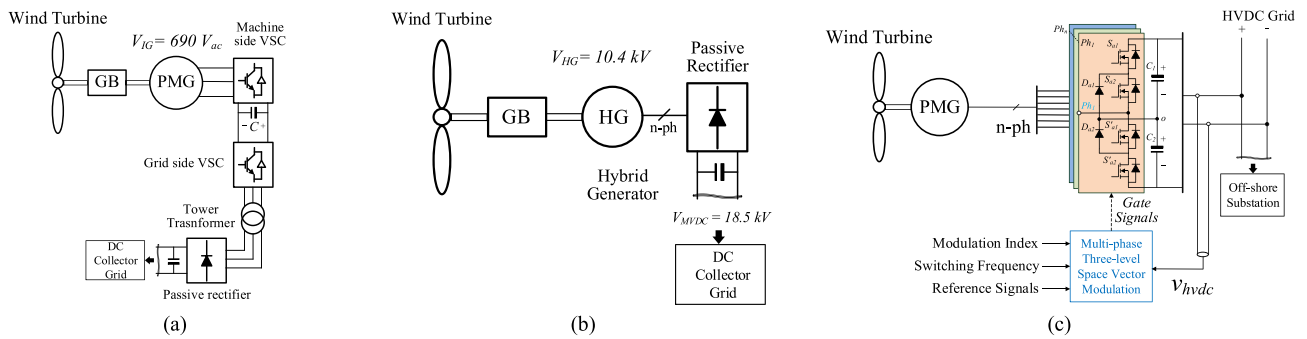 Wind Turbine
V_IG = 690 V_ac
Machine
side VSC
GB
PMG
- C +
Grid side VSC
Tower
Trasnformer
DC
Collector
Grid
Passive rectifier
(a)
Wind Turbine
V_HG = 10.4 kV
Passive
Rectifier
GB
HG
n-ph
Hybrid
Generator
V_MVDC = 18.5 kV
DC
Collector
Grid
(b)
Wind Turbine
PMG
n-ph
Ph_n
Ph_1
S_a1
D_a1
S_a2
Ph_1
D_a2
S'_a1
S'_a2
C_1
+
-
o
C_2
+
-
HVDC Grid
+ -
Off-shore
Substation
Gate
Signals
Modulation Index
Switching Frequency
Reference Signals
Multi-phase
Three-level
Space Vector
Modulation
v_hvdc
(c)